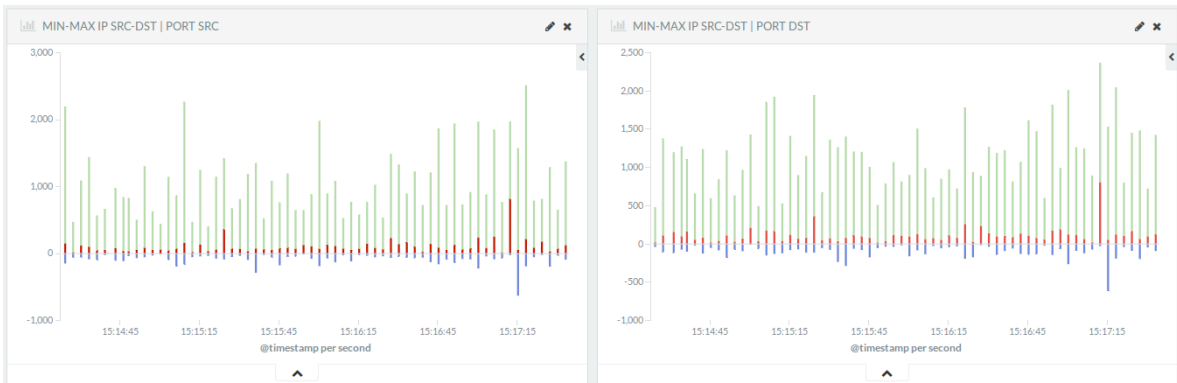 MIN-MAX IP SRC-DST | PORT SRC
3,000
2,000
1,000
0
-1,000
15:14:45 15:15:15 15:15:45 15:16:15 15:16:45 15:17:15
@timestamp per second
MIN-MAX IP SRC-DST | PORT DST
2,500
2,000
1,500
1,000
500
0
-500
-1,000
15:14:45 15:15:15 15:15:45 15:16:15 15:16:45 15:17:15
@timestamp per second